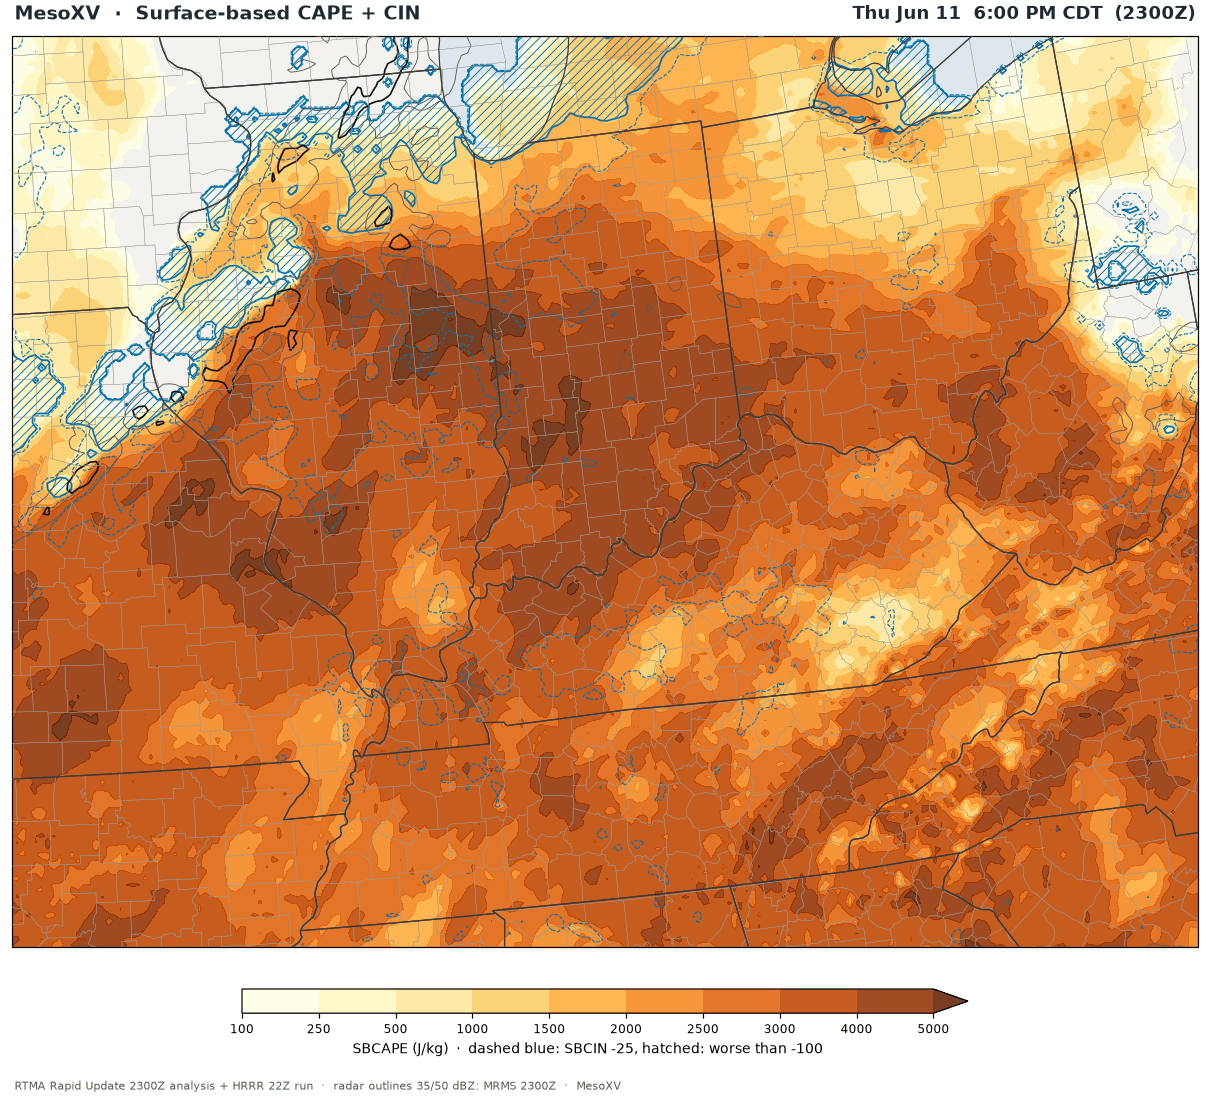 MesoXV · Surface-based CAPE + CIN
Thu Jun 11 6:00 PM CDT (2300Z)
100 250 500 1000 1500 2000 2500 3000 4000 5000
SBCAPE (J/kg) · dashed blue: SBCIN -25, hatched: worse than -100
RTMA Rapid Update 2300Z analysis + HRRR 22Z run · radar outlines 35/50 dBZ: MRMS 2300Z · MesoXV